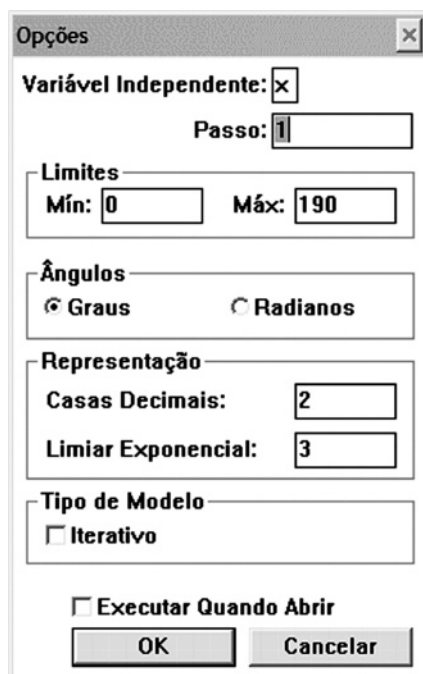 Opções
Variável Independente: x
Passo: 1
Limites
Mín: 0 Máx: 190
Ângulos
Graus Radianos
Representação
Casas Decimais: 2
Limiar Exponencial: 3
Tipo de Modelo
Iterativo
Executar Quando Abrir
OK Cancelar